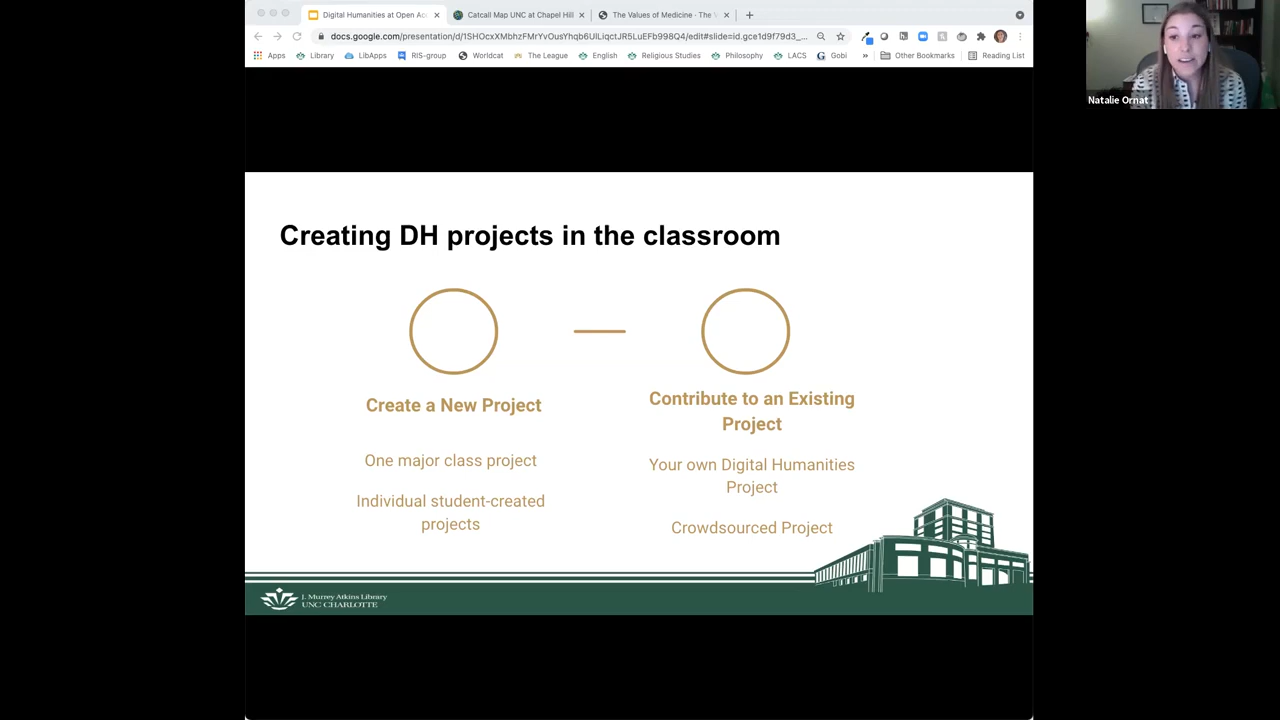 Digital Humanities at Open Acc
Catcall Map UNC at Chapel Hill
The Values of Medicine · The V
docs.google.com/presentation/d/1SHOcxXMbhzFMrYvOusYhqb6UlLiqctJR5LuEFb998Q4/edit#slide=id.gce1d9f79d3_...
Apps
Library
LibApps
RIS-group
Worldcat
The League
English
Religious Studies
Philosophy
LACS
Gobi
Other Bookmarks
Reading List
Natalie Ornat
Creating DH projects in the classroom
Create a New Project
One major class project
Individual student-created
projects
Contribute to an Existing
Project
Your own Digital Humanities
Project
Crowdsourced Project
J. Murrey Atkins Library
UNC CHARLOTTE